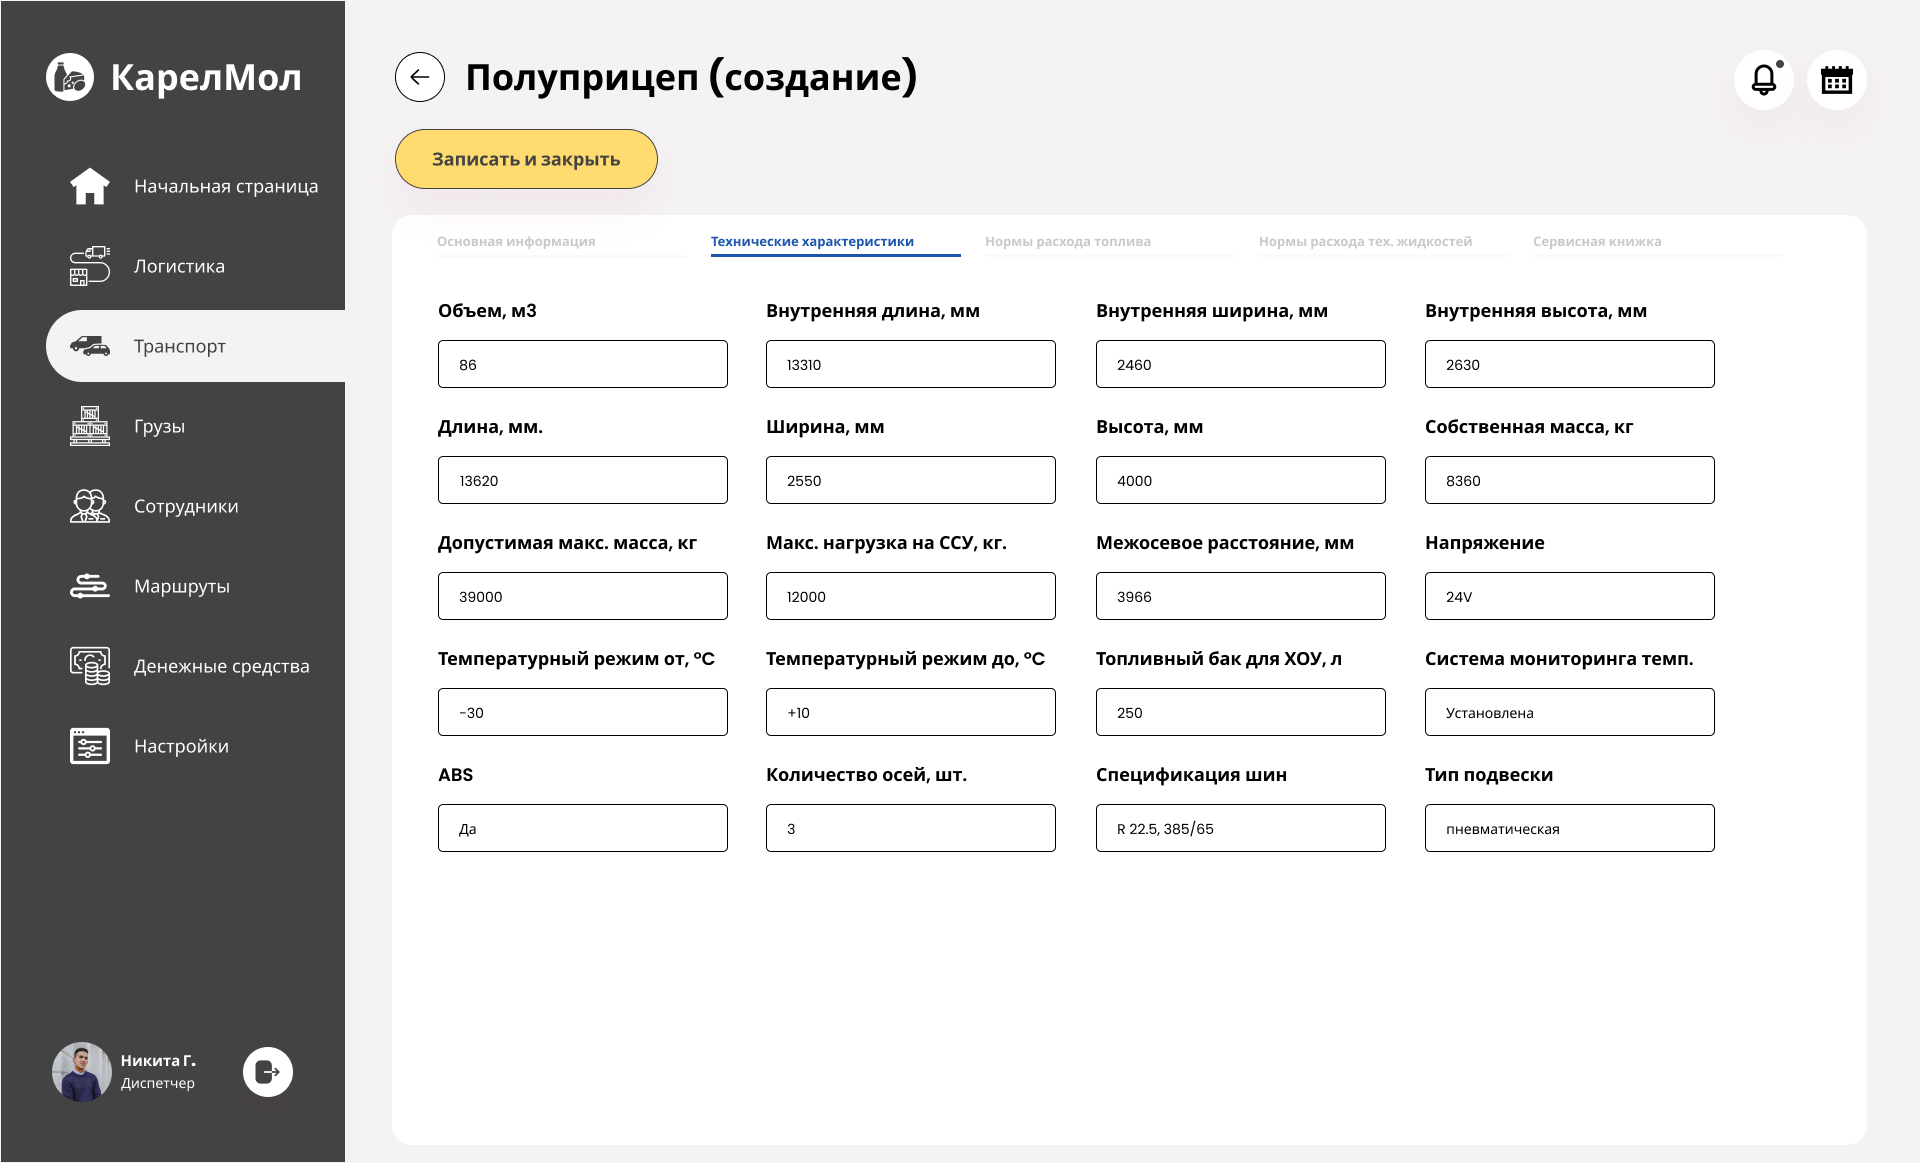 КарелМол
Начальная страница
Логистика
Транспорт
Грузы
Сотрудники
Маршруты
Денежные средства
Настройки
Никита Г.
Диспетчер
Полуприцеп (создание)
Записать и закрыть
Основная информация
Технические характеристики
Нормы расхода топлива
Нормы расхода тех. жидкостей
Сервисная книжка
Объем, м3
Внутренняя длина, мм
Внутренняя ширина, мм
Внутренняя высота, мм
86
13310
2460
2630
Длина, мм.
Ширина, мм
Высота, мм
Собственная масса, кг
13620
2550
4000
8360
Допустимая макс. масса, кг
Макс. нагрузка на ССУ, кг.
Межосевое расстояние, мм
Напряжение
39000
12000
3966
24V
Температурный режим от, °C
Температурный режим до, °C
Топливный бак для ХОУ, л
Система мониторинга темп.
-30
+10
250
Установлена
ABS
Количество осей, шт.
Спецификация шин
Тип подвески
Да
3
R 22.5, 385/65
пневматическая